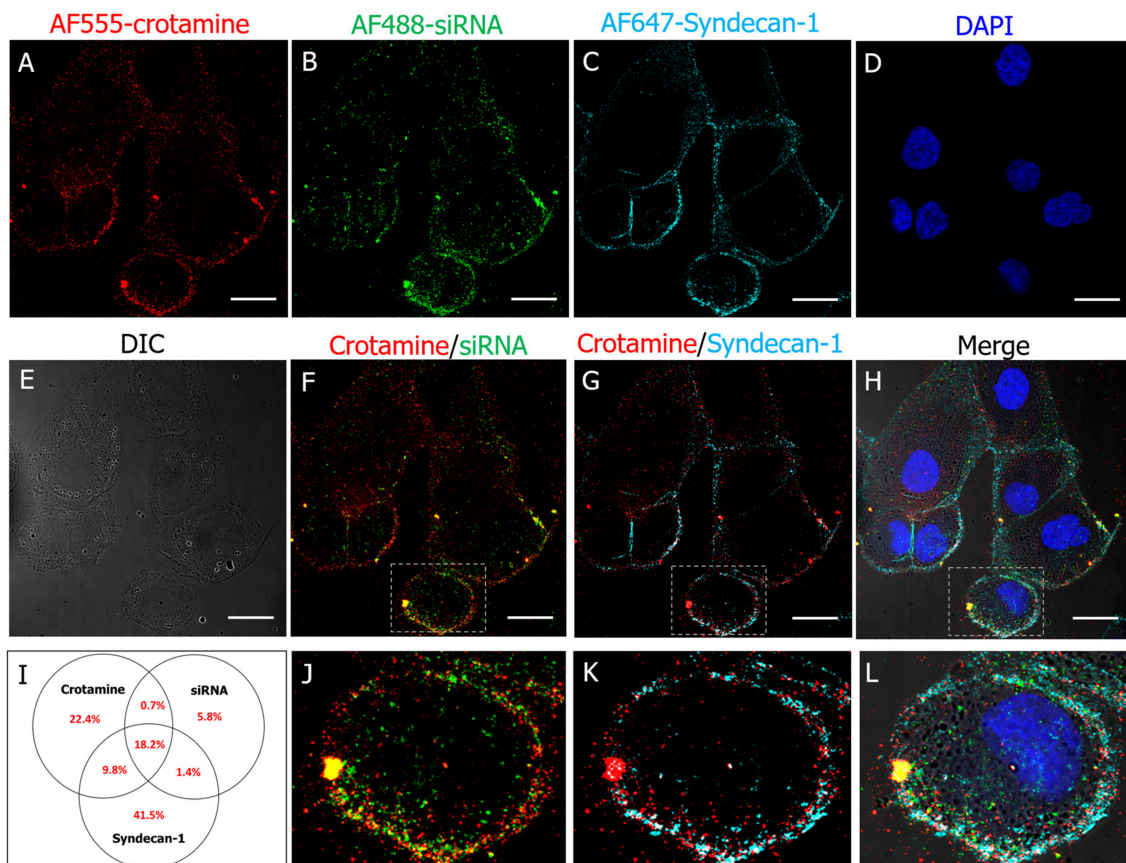 AF555-crotamine AF488-siRNA AF647-Syndecan-1 DAPI
A B C D
DIC Crotamine/siRNA Crotamine/Syndecan-1 Merge
E F G H
I J K L
Crotamine siRNA
22.4% 0.7% 5.8%
18.2%
9.8% 1.4%
41.5%
Syndecan-1